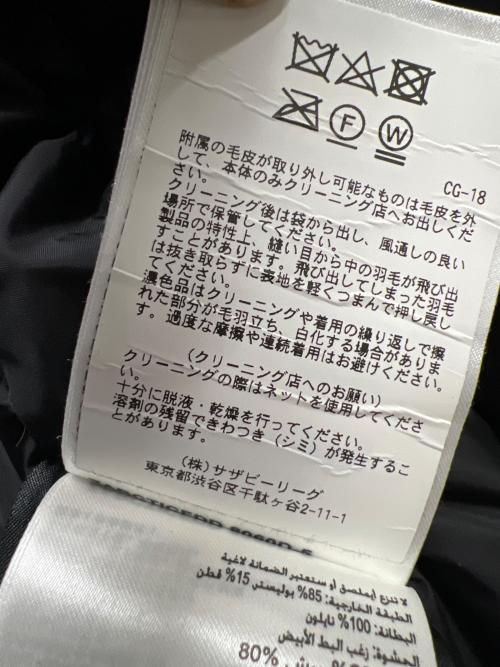 F
W
CG-18
附属の毛皮が取り外し可能なものは毛皮を外
して、本体のみクリーニング店へお出しくだ
さい。
クリーニング後は袋から出し、風通しの良い
場所で保管してください。
製品の特性上、縫い目から中の羽毛が飛び出
すことがあります。飛び出してしまった羽毛
は抜き取らずに表地を軽くつまんで押し戻し
てください。
濃色品はクリーニングや着用の繰り返しで擦
れた部分が毛羽立ち、白化する場合がありま
す。過度な摩擦や連続着用はお避けください。
(クリーニング店へのお願い)
クリーニングの際はネットを使用してくださ
い。
十分に脱液・乾燥を行ってください。
溶剤の残留できわつき(シミ)が発生するこ
とがあります。
(株)サザビーリーグ
東京都渋谷区千駄ヶ谷2-11-1
لا تنزع الملصق أو ستعتبر الضمانة لاغية
الطبقة الخارجية: 85% بوليستر 15% قطن
البطانة: 100% نايلون
الحشوة: زغب البط الأبيض
80%